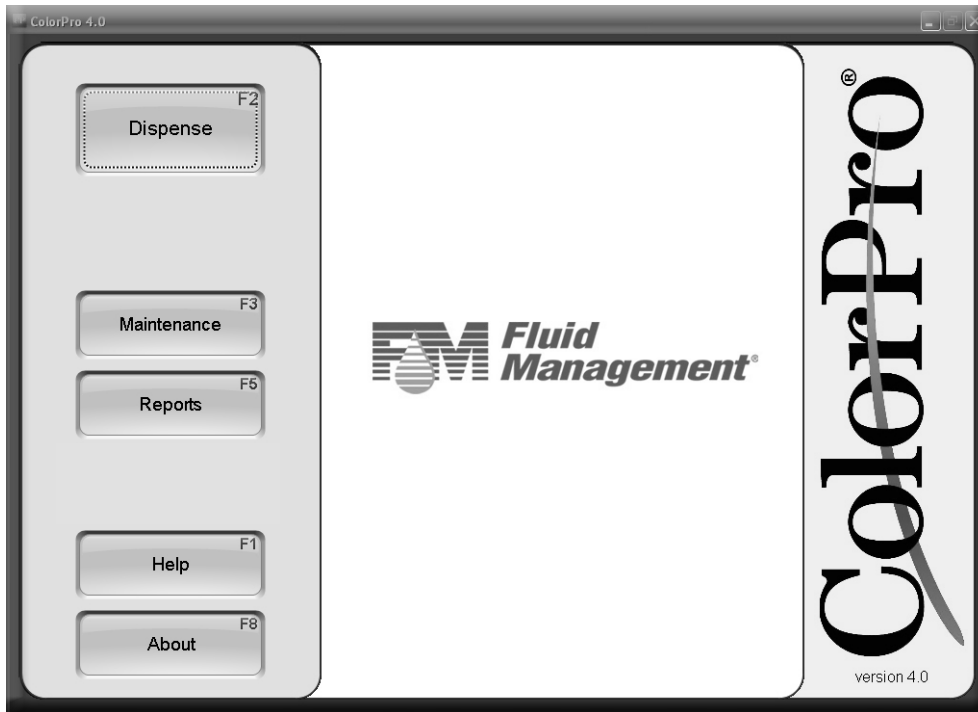 ColorPro 4.0
F2
Dispense
F3
Maintenance
F5
Reports
F1
Help
F8
About
FM Fluid
Management®
ColorPro®
version 4.0